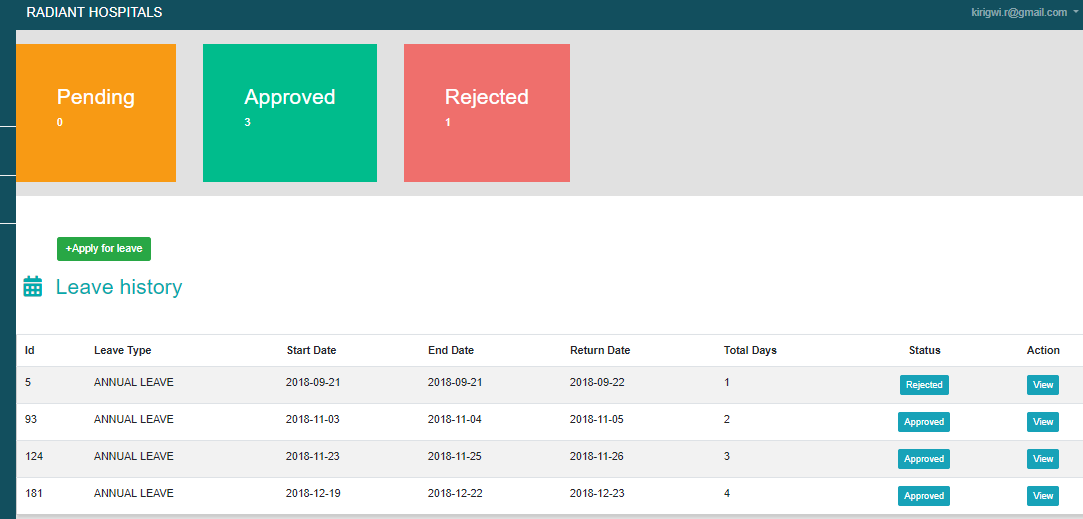 RADIANT HOSPITALS kirigwi.r@gmail.com
Pending Approved Rejected
0 3 1
+Apply for leave
Leave history
Id Leave Type Start Date End Date Return Date Total Days Status Action
5 ANNUAL LEAVE 2018-09-21 2018-09-21 2018-09-22 1 Rejected View
93 ANNUAL LEAVE 2018-11-03 2018-11-04 2018-11-05 2 Approved View
124 ANNUAL LEAVE 2018-11-23 2018-11-25 2018-11-26 3 Approved View
181 ANNUAL LEAVE 2018-12-19 2018-12-22 2018-12-23 4 Approved View